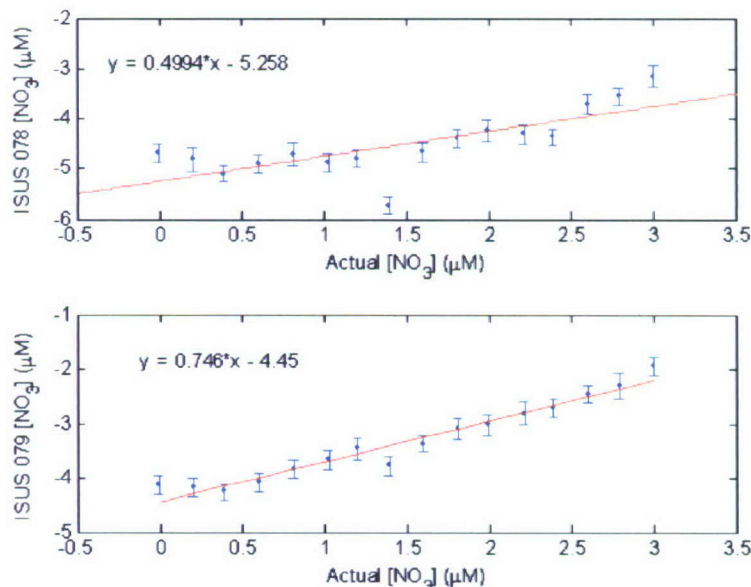 -2
-3
-4
-5
-6
ISUS 078 [NO3] (µM)
y = 0.4994*x - 5.258
-0.5 0 0.5 1 1.5 2 2.5 3 3.5
Actual [NO3] (µM)
-1
-2
-3
-4
-5
ISUS 079 [NO3] (µM)
y = 0.746*x - 4.45
-0.5 0 0.5 1 1.5 2 2.5 3 3.5
Actual [NO3] (µM)